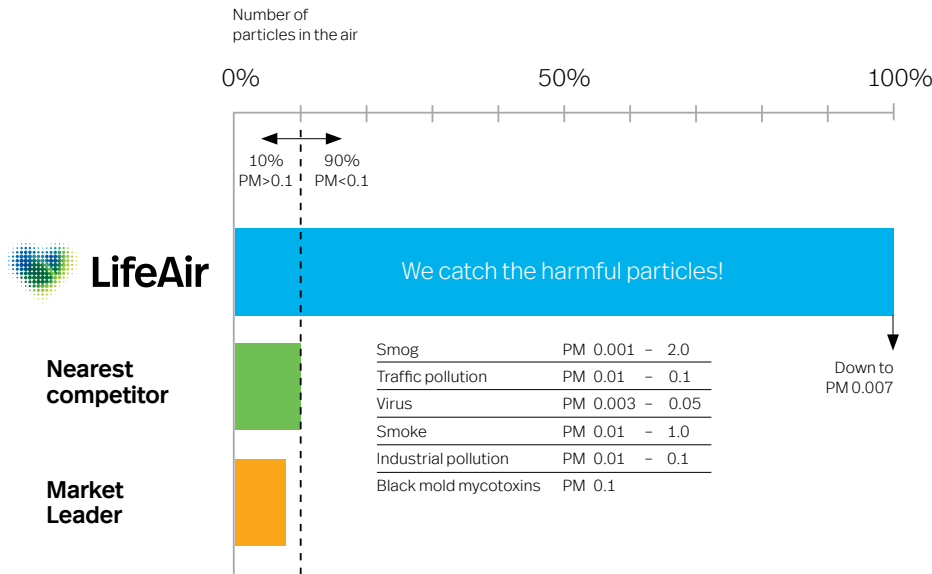 Number of
particles in the air
0% 50% 100%
10% 90%
PM>0.1 PM<0.1
LifeAir
We catch the harmful particles!
Nearest
competitor
Smog PM 0.001 – 2.0
Traffic pollution PM 0.01 – 0.1
Virus PM 0.003 – 0.05
Smoke PM 0.01 – 1.0
Industrial pollution PM 0.01 – 0.1
Black mold mycotoxins PM 0.1
Down to
PM 0.007
Market
Leader